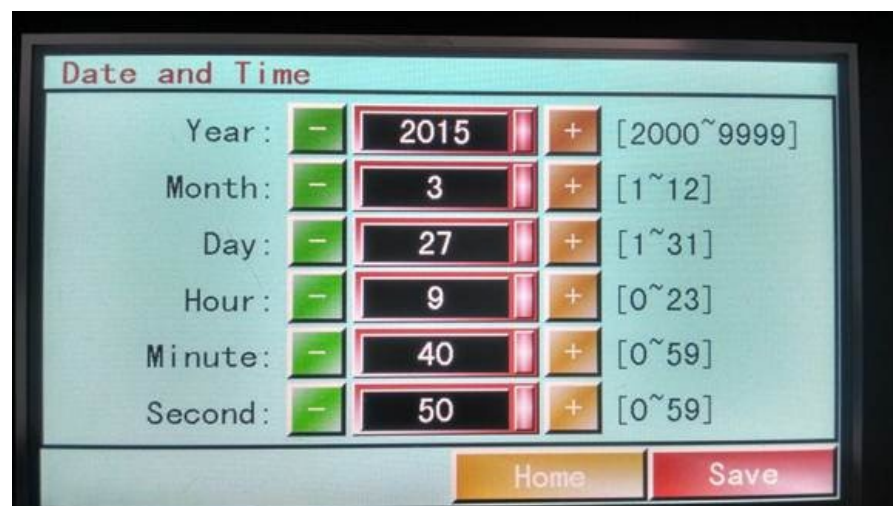 Date and Time
Year: - 2015 + [2000~9999]
Month: - 3 + [1~12]
Day: - 27 + [1~31]
Hour: - 9 + [0~23]
Minute: - 40 + [0~59]
Second: - 50 + [0~59]
Home Save